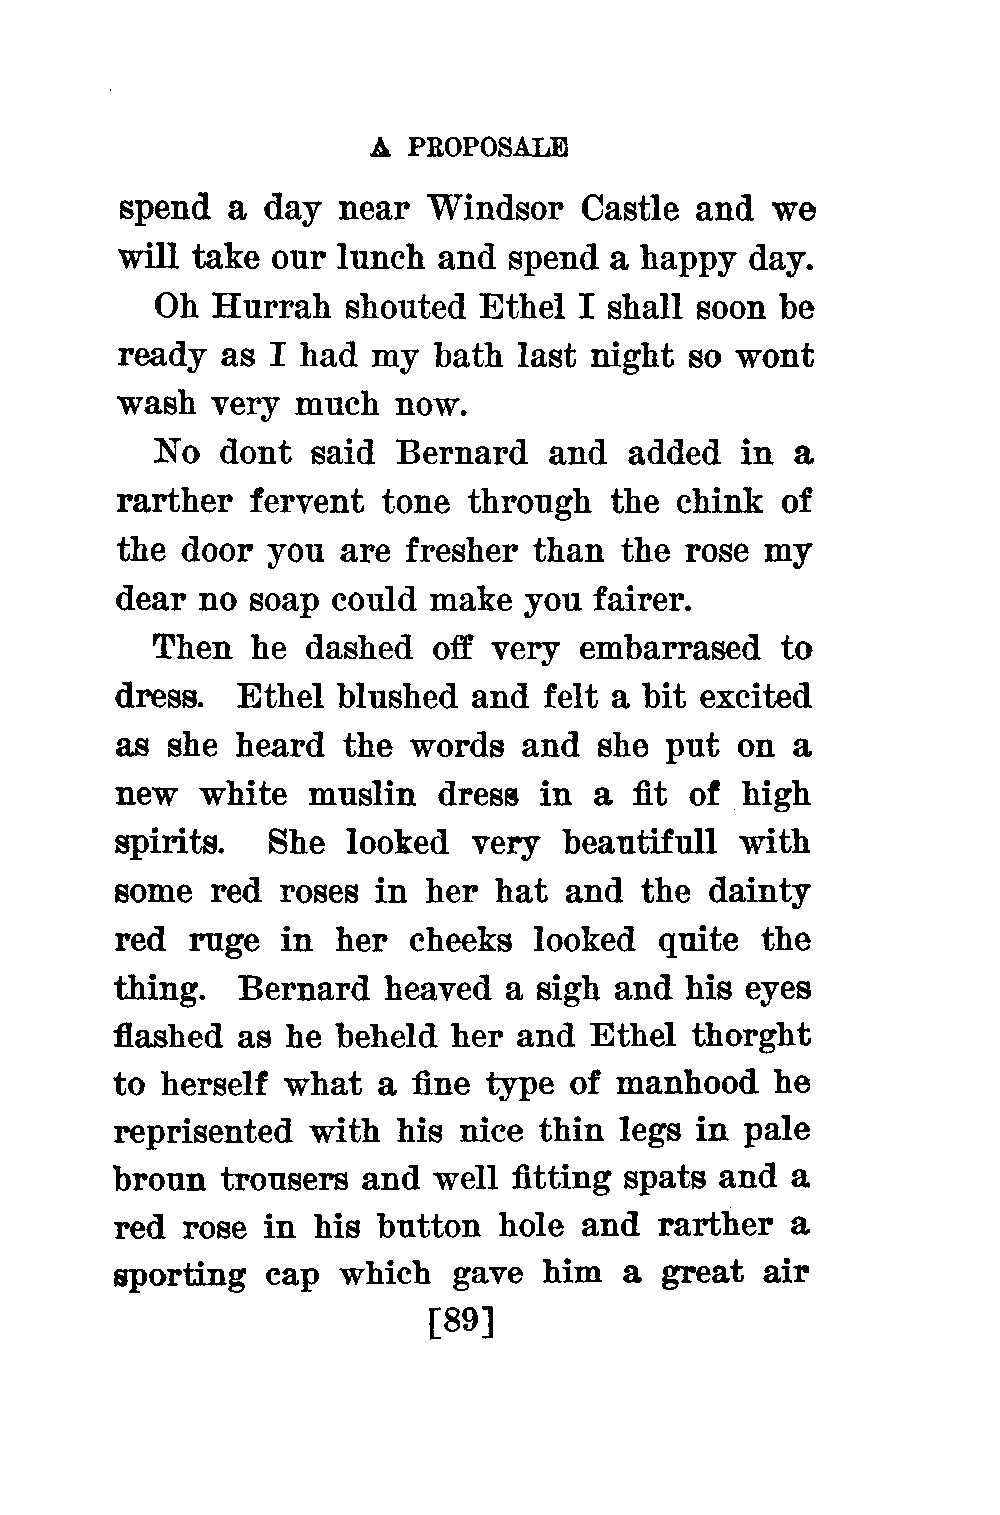 A PROPOSALE
spend a day near Windsor Castle and we
will take our lunch and spend a happy day.
Oh Hurrah shouted Ethel I shall soon be
ready as I had my bath last night so wont
wash very much now.
No dont said Bernard and added in a
rarther fervent tone through the chink of
the door you are fresher than the rose my
dear no soap could make you fairer.
Then he dashed off very embarrased to
dress. Ethel blushed and felt a bit excited
as she heard the words and she put on a
new white muslin dress in a fit of high
spirits. She looked very beautifull with
some red roses in her hat and the dainty
red ruge in her cheeks looked quite the
thing. Bernard heaved a sigh and his eyes
flashed as he beheld her and Ethel thorght
to herself what a fine type of manhood he
reprisented with his nice thin legs in pale
broun trousers and well fitting spats and a
red rose in his button hole and rarther a
sporting cap which gave him a great air
[89]